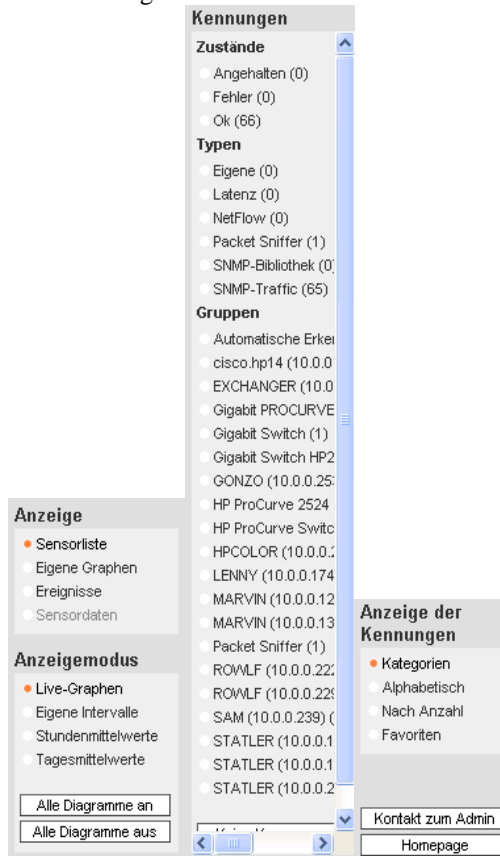 Kennungen
Zustände
Angehalten (0)
Fehler (0)
Ok (66)
Typen
Eigene (0)
Latenz (0)
NetFlow (0)
Packet Sniffer (1)
SNMP-Bibliothek (0
SNMP-Traffic (65)
Gruppen
Automatische Erke
cisco.hp14 (10.0.0
EXCHANGER (10.0
Gigabit PROCURVE
Gigabit Switch (1)
Gigabit Switch HP2
GONZO (10.0.0.25
HP ProCurve 2524
HP ProCurve Switc
HPCOLOR (10.0.0.2
LENNY (10.0.0.174
MARVIN (10.0.0.12
MARVIN (10.0.0.13
Packet Sniffer (1)
ROWLF (10.0.0.222
ROWLF (10.0.0.229
SAM (10.0.0.239) (
STATLER (10.0.0.1
STATLER (10.0.0.1
STATLER (10.0.0.2
Anzeige
Sensorliste
Eigene Graphen
Ereignisse
Sensordaten
Anzeigemodus
Live-Graphen
Eigene Intervalle
Stundenmittelwerte
Tagesmittelwerte
Alle Diagramme an
Alle Diagramme aus
Anzeige der
Kennungen
Kategorien
Alphabetisch
Nach Anzahl
Favoriten
Kontakt zum Admin
Homepage